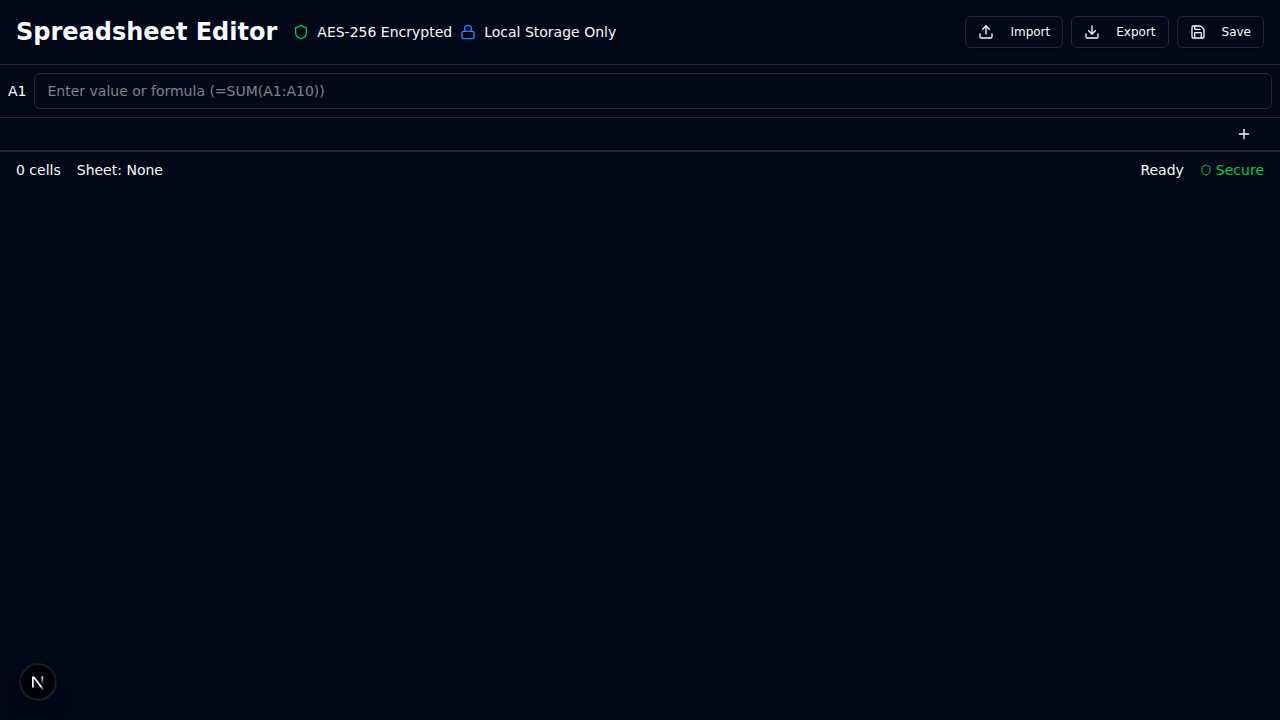 Spreadsheet Editor AES-256 Encrypted Local Storage Only Import Export Save
A1 Enter value or formula (=SUM(A1:A10))
+
0 cells Sheet: None Ready Secure
N